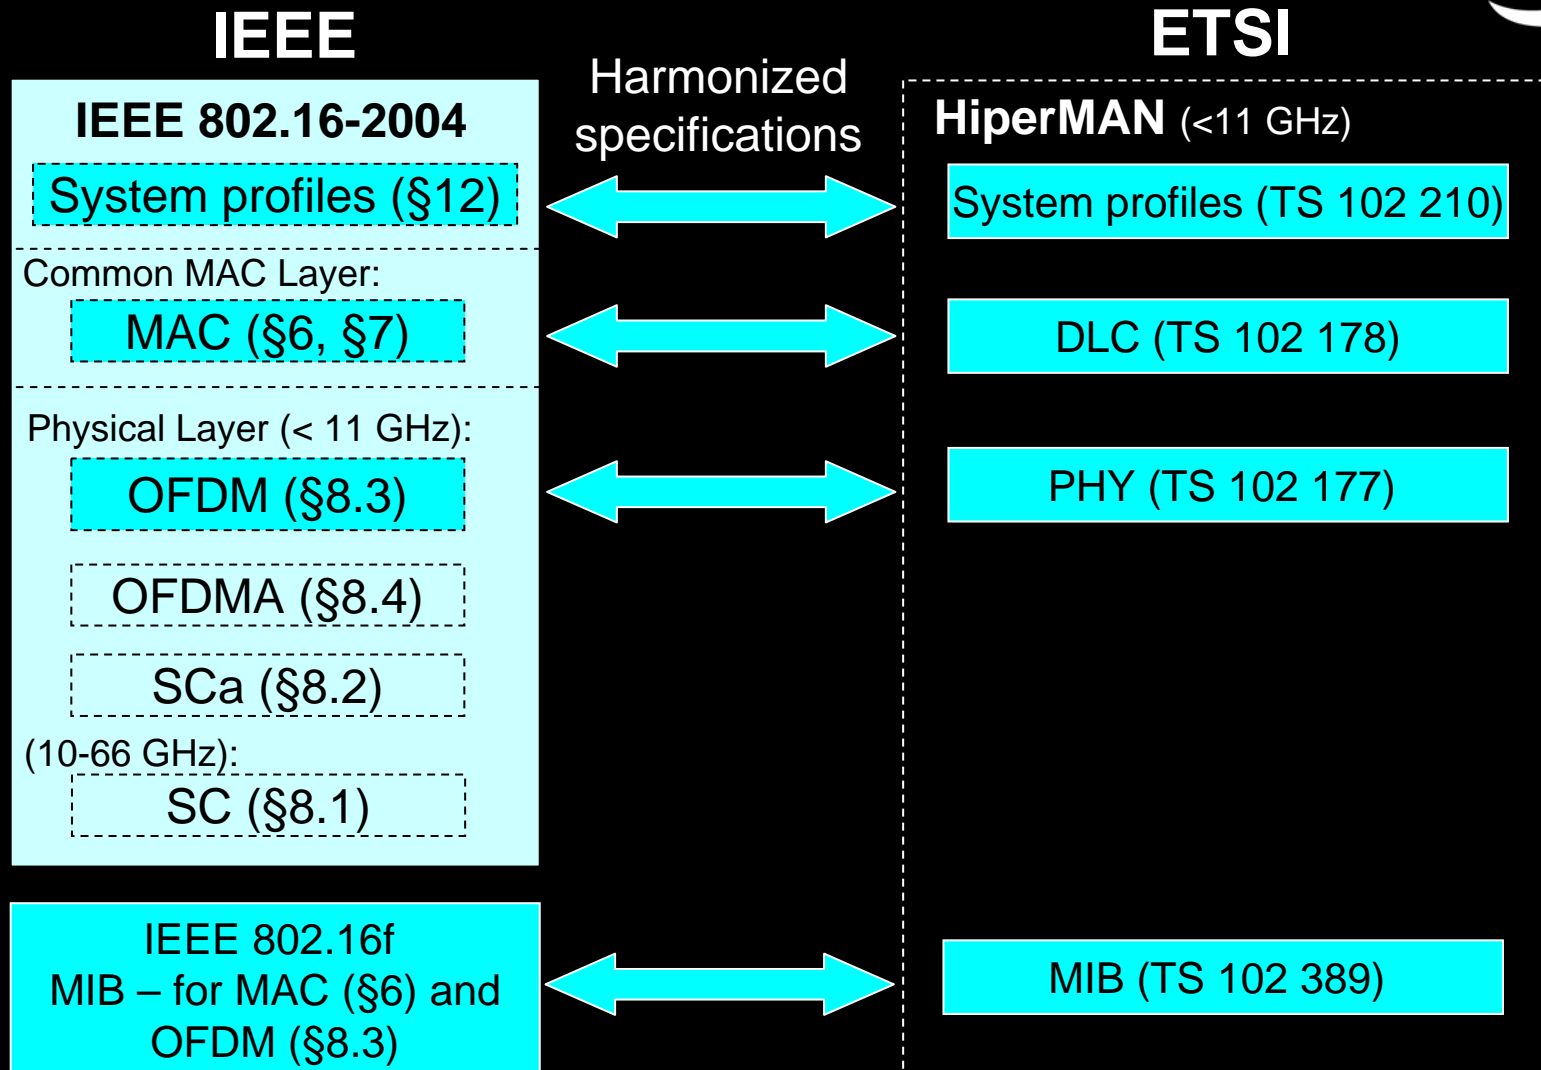 IEEE
ETSI
Harmonized
specifications
IEEE 802.16-2004
System profiles (§12)
Common MAC Layer:
MAC (§6, §7)
Physical Layer (< 11 GHz):
OFDM (§8.3)
OFDMA (§8.4)
SCa (§8.2)
(10-66 GHz):
SC (§8.1)
IEEE 802.16f
MIB – for MAC (§6) and
OFDM (§8.3)
HiperMAN (<11 GHz)
System profiles (TS 102 210)
DLC (TS 102 178)
PHY (TS 102 177)
MIB (TS 102 389)